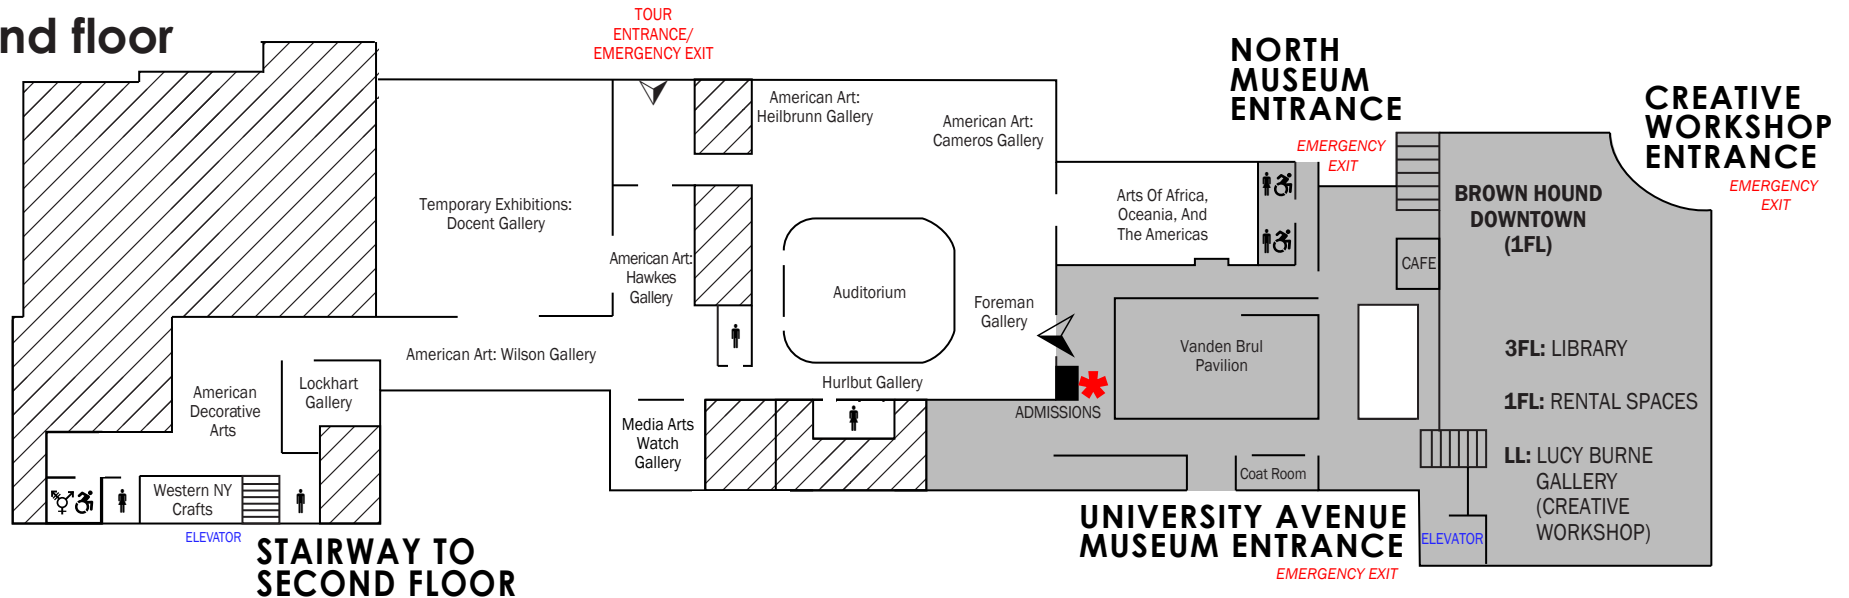 nd floor
TOUR
ENTRANCE/
EMERGENCY EXIT
NORTH
MUSEUM
ENTRANCE
EMERGENCY
EXIT
CREATIVE
WORKSHOP
ENTRANCE
EMERGENCY
EXIT
American Art:
Heilbrunn Gallery
American Art:
Cameros Gallery
Temporary Exhibitions:
Docent Gallery
Arts Of Africa,
Oceania, And
The Americas
BROWN HOUND
DOWNTOWN
(1FL)
CAFE
American Art:
Hawkes
Gallery
Auditorium
Foreman
Gallery
American Art: Wilson Gallery
Vanden Brul
Pavilion
3FL: LIBRARY
1FL: RENTAL SPACES
LL: LUCY BURNE
GALLERY
(CREATIVE
WORKSHOP)
American
Decorative
Arts
Lockhart
Gallery
Hurlbut Gallery
*
ADMISSIONS
Media Arts
Watch
Gallery
Coat Room
Western NY
Crafts
ELEVATOR
STAIRWAY TO
SECOND FLOOR
UNIVERSITY AVENUE
MUSEUM ENTRANCE
EMERGENCY EXIT
ELEVATOR